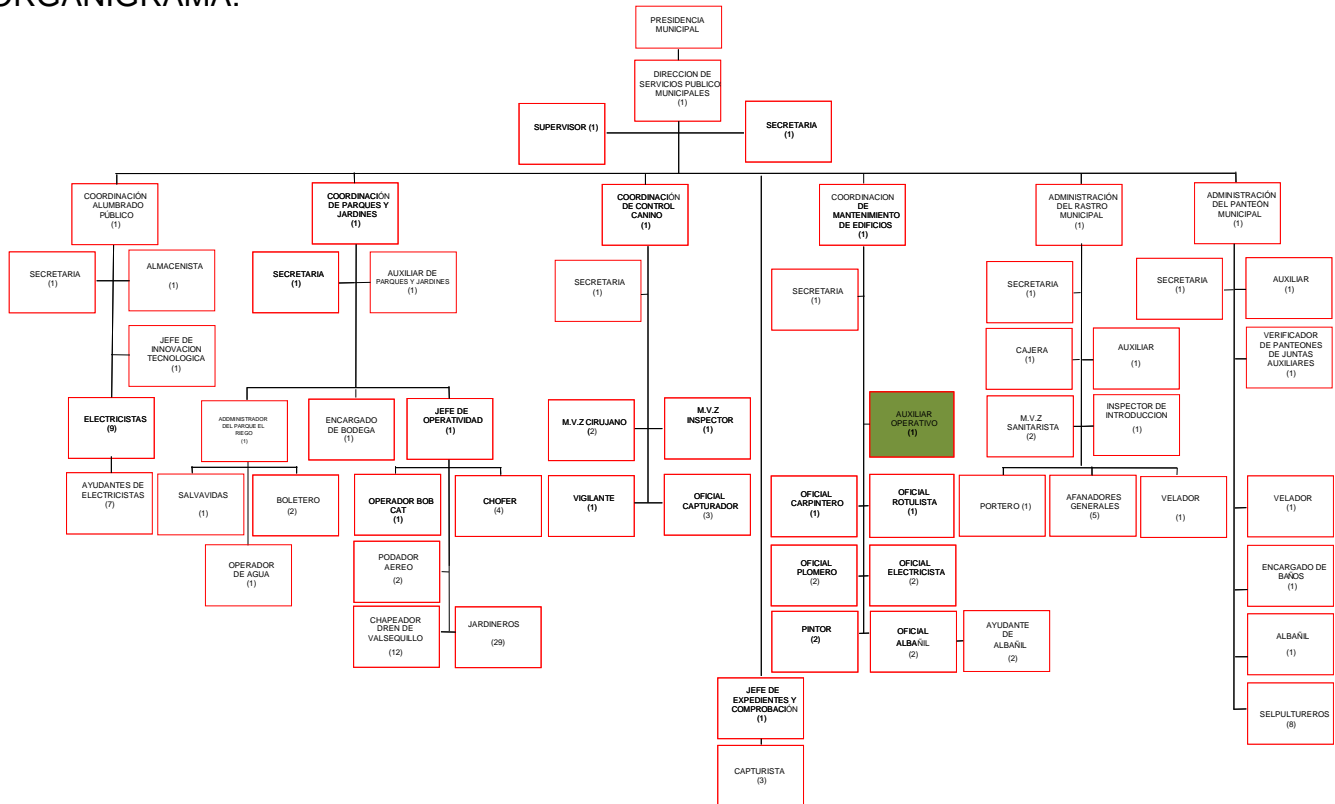 ORGANIGRAMA.
PRESIDENCIA
MUNICIPAL
DIRECCION DE
SERVICIOS PUBLICO
MUNICIPALES
(1)
SUPERVISOR (1)
SECRETARIA
(1)
COORDINACIÓN
ALUMBRADO
PÚBLICO
(1)
SECRETARIA
(1)
ALMACENISTA
(1)
JEFE DE
INNOVACION
TECNOLOGICA
(1)
ELECTRICISTAS
(9)
AYUDANTES DE
ELECTRICISTAS
(7)
COORDINACIÓN
DE PARQUES Y
JARDINES
(1)
SECRETARIA
(1)
AUXILIAR DE
PARQUES Y JARDINES
(1)
ADDMINISTRADOR
DEL PARQUE EL
RIEGO
(1)
SALVAVIDAS
(1)
BOLETERO
(2)
OPERADOR
DE AGUA
(1)
ENCARGADO
DE BODEGA
(1)
JEFE DE
OPERATIVIDAD
(1)
OPERADOR BOB
CAT
(1)
CHOFER
(4)
PODADOR
AEREO
(2)
CHAPEADOR
DREN DE
VALSEQUILLO
(12)
JARDINEROS
(29)
COORDINACIÓN
DE CONTROL
CANINO
(1)
SECRETARIA
(1)
M.V.Z CIRUJANO
(2)
M.V.Z
INSPECTOR
(1)
VIGILANTE
(1)
OFICIAL
CAPTURADOR
(3)
JEFE DE
EXPEDIENTES Y
COMPROBACIÓN
(1)
CAPTURISTA
(3)
COORDINACION
DE
MANTENIMIENTO
DE EDIFICIOS
(1)
SECRETARIA
(1)
AUXILIAR
OPERATIVO
(1)
OFICIAL
CARPINTERO
(1)
OFICIAL
ROTULISTA
(1)
OFICIAL
PLOMERO
(2)
OFICIAL
ELECTRICISTA
(2)
PINTOR
(2)
OFICIAL
ALBAÑIL
(2)
AYUDANTE
DE
ALBAÑIL
(2)
ADMINISTRACIÓN
DEL RASTRO
MUNICIPAL
(1)
SECRETARIA
(1)
CAJERA
(1)
AUXILIAR
(1)
M.V.Z
SANITARISTA
(2)
INSPECTOR DE
INTRODUCCION
(1)
PORTERO (1)
AFANADORES
GENERALES
(5)
VELADOR
(1)
ADMINISTRACIÓN
DEL PANTEÓN
MUNICIPAL
(1)
SECRETARIA
(1)
AUXILIAR
(1)
VERIFICADOR
DE PANTEONES
DE JUNTAS
AUXILIARES
(1)
VELADOR
(1)
ENCARGADO DE
BAÑOS
(1)
ALBAÑIL
(1)
SELPULTUREROS
(8)